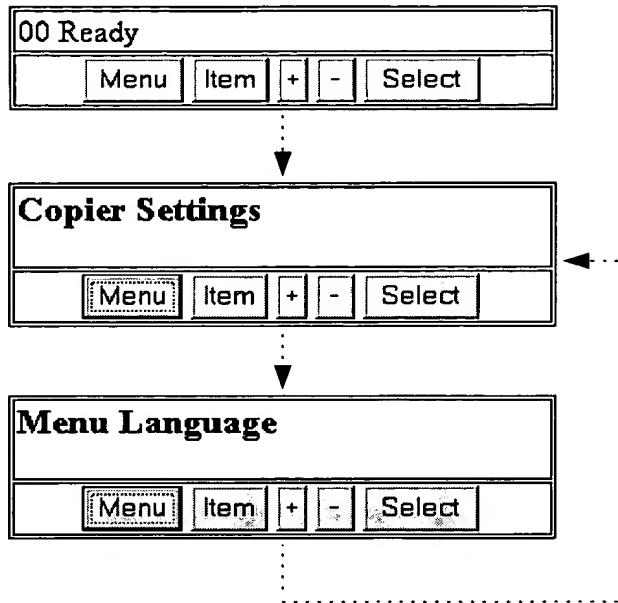 00 Ready
Menu Item + - Select
Copier Settings
Menu Item + - Select
Menu Language
Menu Item + - Select